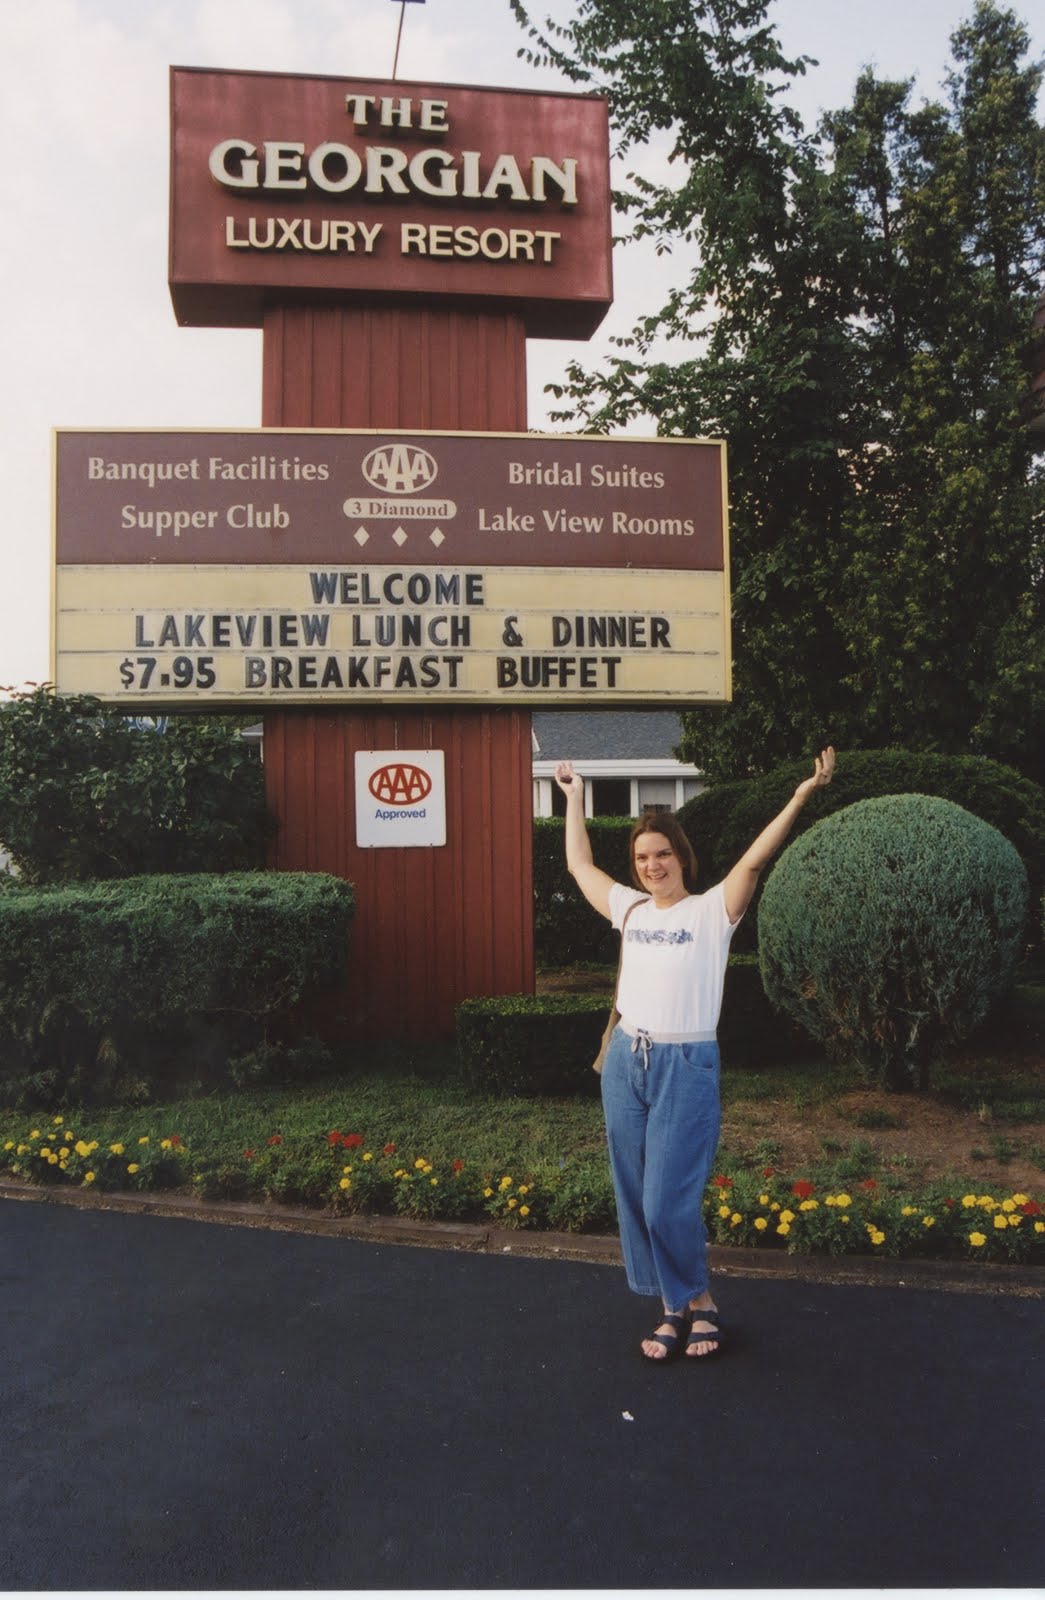 THE
GEORGIAN
LUXURY RESORT
Banquet Facilities
Supper Club
AAA
3 Diamond
Bridal Suites
Lake View Rooms
WELCOME
LAKEVIEW LUNCH & DINNER
$7.95 BREAKFAST BUFFET
AAA
Approved